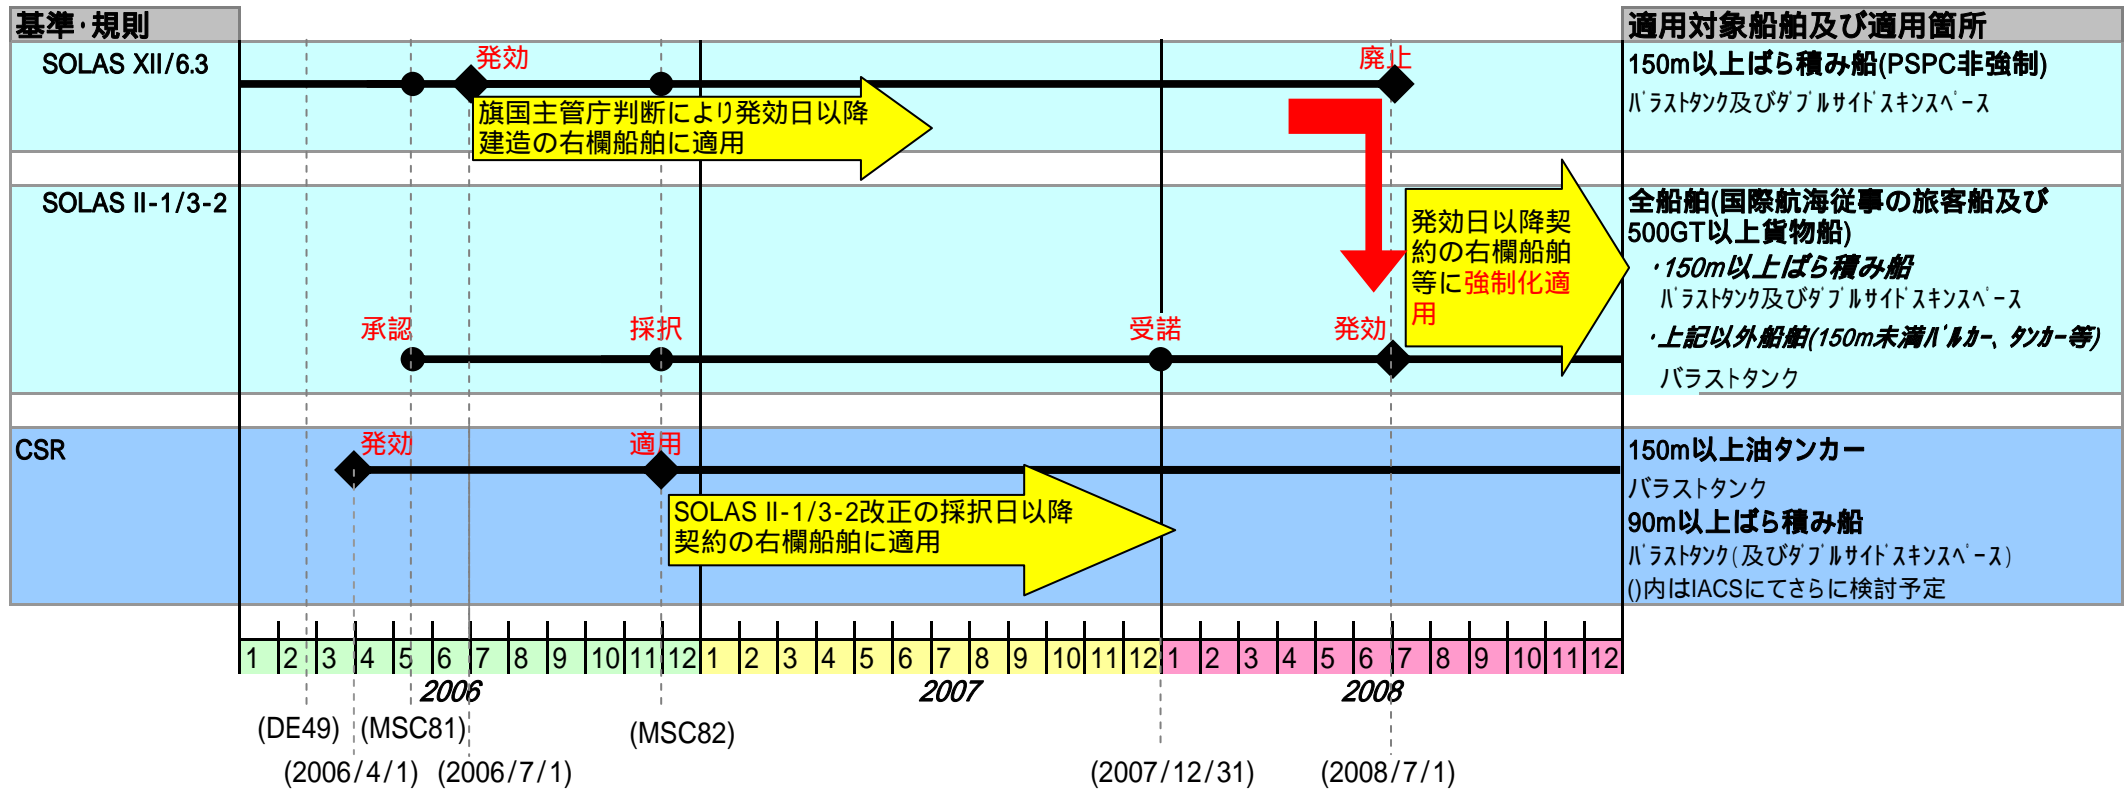 基準・規則
適用対象船舶及び適用箇所
SOLAS XII/6.3
発効
廃止
旗国主管庁判断により発効日以降
建造の右欄船舶に適用
150m以上ばら積み船(PSPC非強制)
ﾊﾞﾗｽﾄﾀﾝｸ及びﾀﾞﾌﾞﾙｻｲﾄﾞｽｷﾝｽﾍﾟｰｽ
SOLAS II-1/3-2
承認
採択
受諾
発効
発効日以降契
約の右欄船舶
等に強制化適
用
全船舶(国際航海従事の旅客船及び
500GT以上貨物船)
・150m以上ばら積み船
ﾊﾞﾗｽﾄﾀﾝｸ及びﾀﾞﾌﾞﾙｻｲﾄﾞｽｷﾝｽﾍﾟｰｽ
・上記以外船舶(150m未満ﾊﾞﾙｶｰ、ﾀﾝｶｰ等)
バラストタンク
CSR
発効
適用
SOLAS II-1/3-2改正の採択日以降
契約の右欄船舶に適用
150m以上油タンカー
バラストタンク
90m以上ばら積み船
ﾊﾞﾗｽﾄﾀﾝｸ(及びﾀﾞﾌﾞﾙｻｲﾄﾞｽｷﾝｽﾍﾟｰｽ)
()内はIACSにてさらに検討予定
1 2 3 4 5 6 7 8 9 10 11 12 1 2 3 4 5 6 7 8 9 10 11 12 1 2 3 4 5 6 7 8 9 10 11 12
2006 2007 2008
(DE49) (MSC81) (MSC82)
(2006/4/1) (2006/7/1) (2007/12/31) (2008/7/1)